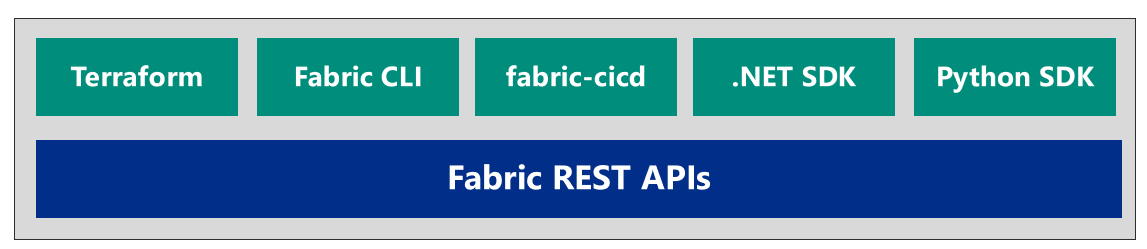 Terraform
Fabric CLI
fabric-cicd
.NET SDK
Python SDK
Fabric REST APIs